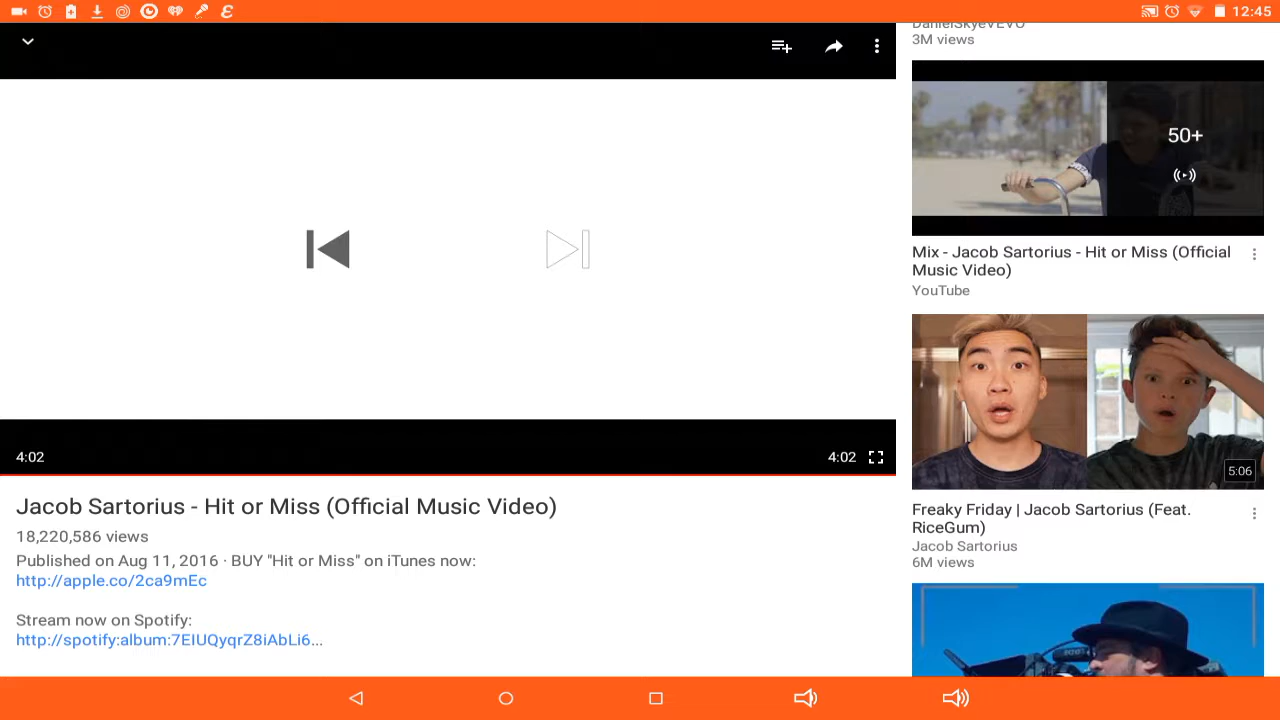 12:45
4:02
4:02
Jacob Sartorius - Hit or Miss (Official Music Video)
18,220,586 views
Published on Aug 11, 2016 · BUY "Hit or Miss" on iTunes now:
http://apple.co/2ca9mEc
Stream now on Spotify:
http://spotify:album:7EIUQyqrZ8iAbLi6...
DanielSkyeVEVO
3M views
50+
Mix - Jacob Sartorius - Hit or Miss (Official
Music Video)
YouTube
5:06
Freaky Friday | Jacob Sartorius (Feat.
RiceGum)
Jacob Sartorius
6M views